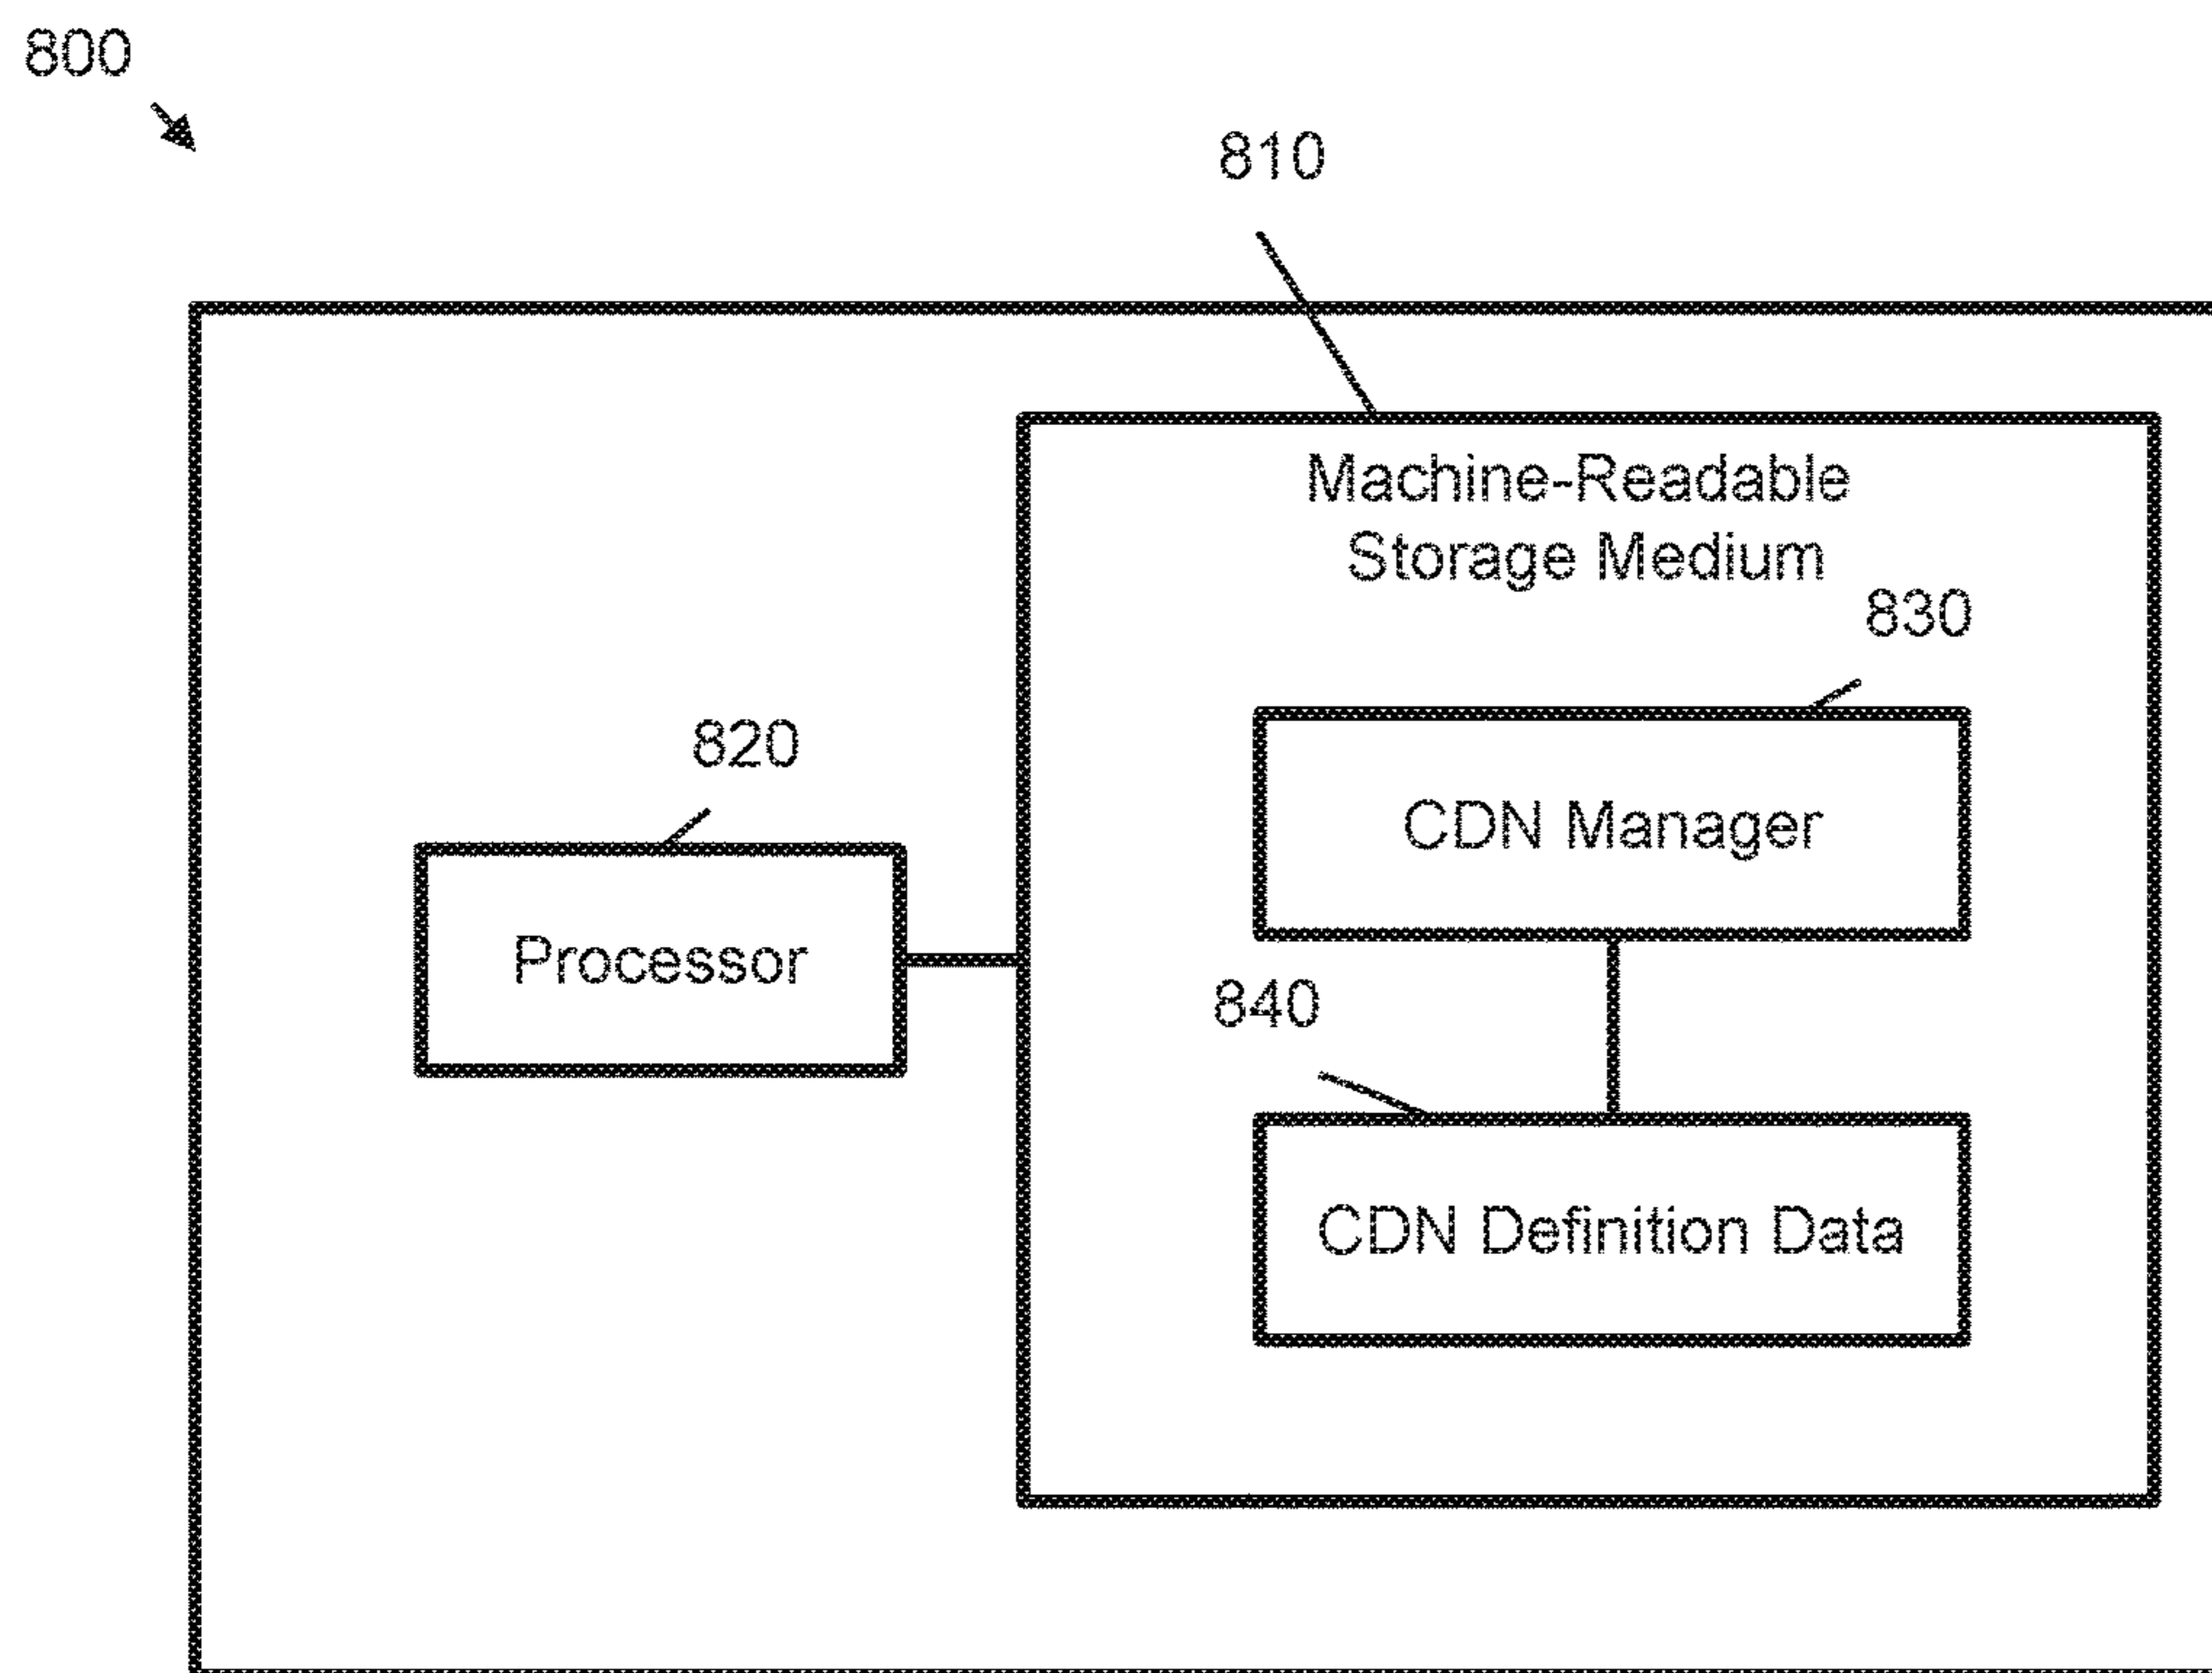 800
810
Machine-Readable
Storage Medium
830
820
CDN Manager
Processor
840
CDN Definition Data